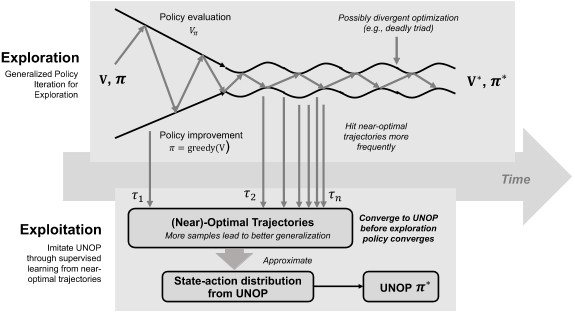 Policy evaluation
Vπ
Possibly divergent optimization
(e.g., deadly triad)
Exploration
Generalized Policy
Iteration for
Exploration
V, π
V*, π*
Policy improvement
π = greedy(V)
Hit near-optimal
trajectories more
frequently
Time
τ1
τ2
τn
Exploitation
Imitate UNOP
through supervised
learning from near-
optimal trajectories
(Near)-Optimal Trajectories
More samples lead to better generalization
Converge to UNOP
before exploration
policy converges
Approximate
State-action distribution
from UNOP
UNOP π*